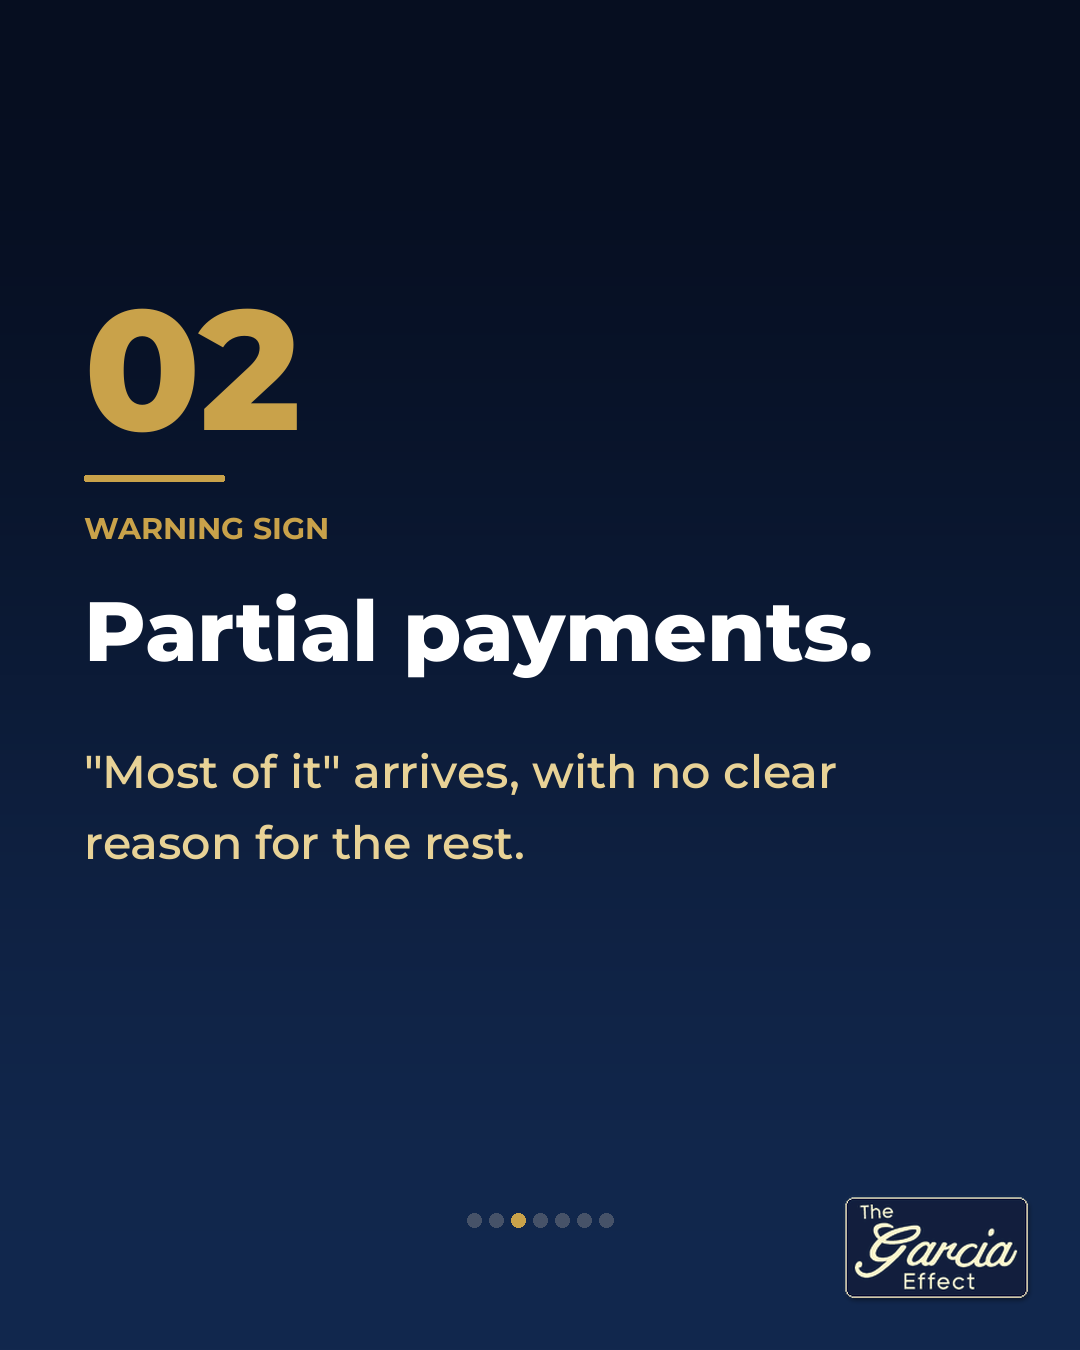 02
WARNING SIGN
Partial payments.
"Most of it" arrives, with no clear
reason for the rest.
The
Garcia
Effect